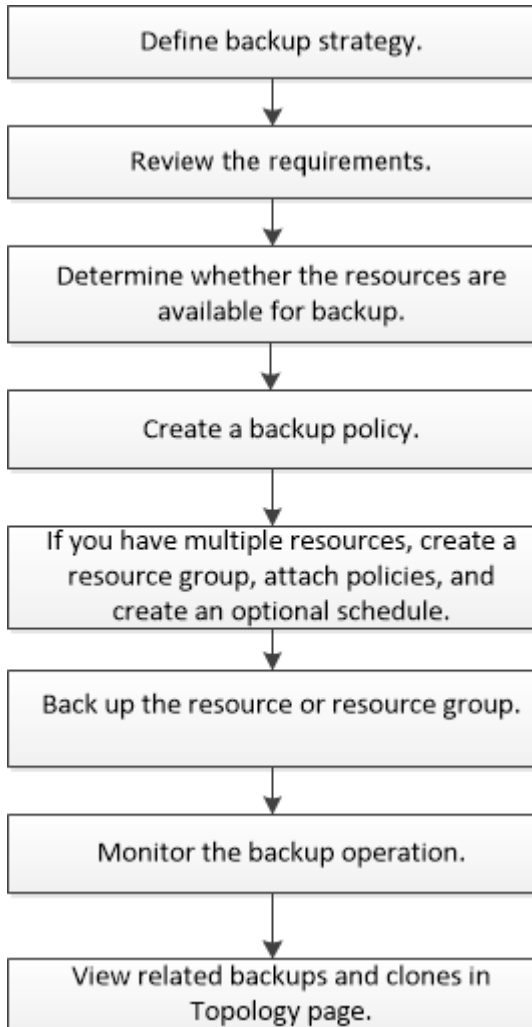 Define backup strategy.
Review the requirements.
Determine whether the resources are
available for backup.
Create a backup policy.
If you have multiple resources, create a
resource group, attach policies, and
create an optional schedule.
Back up the resource or resource group.
Monitor the backup operation.
View related backups and clones in
Topology page.